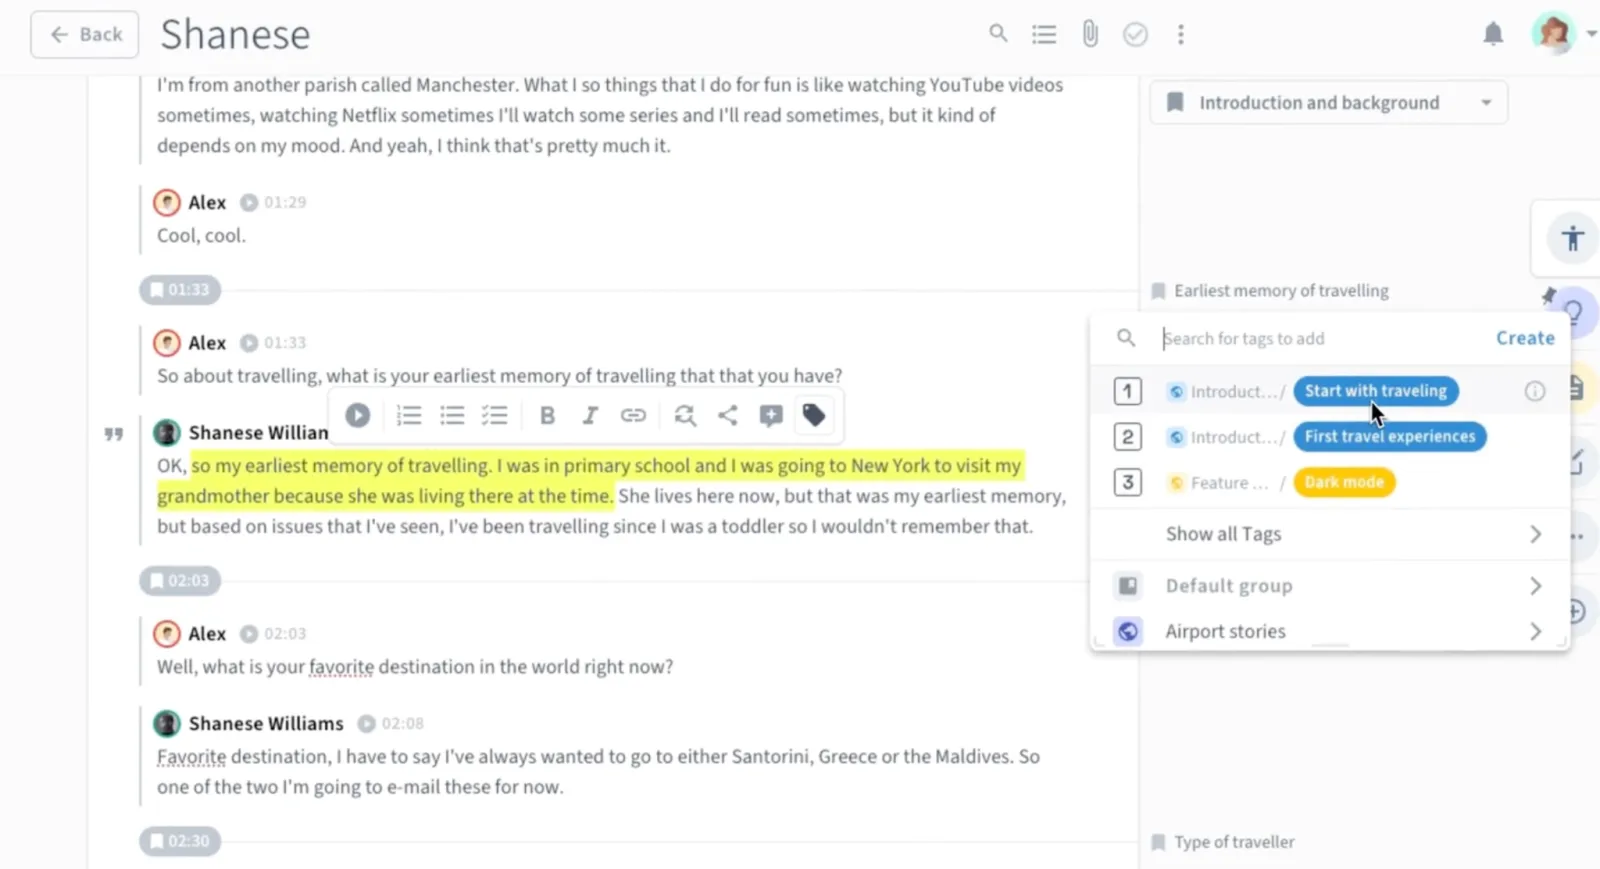 Back
Shanese
I'm from another parish called Manchester. What I so things that I do for fun is like watching YouTube videos
sometimes, watching Netflix sometimes I'll watch some series and I'll read sometimes, but it kind of
depends on my mood. And yeah, I think that's pretty much it.
Introduction and background
Alex 01:29
Cool, cool.
01:33
Earliest memory of travelling
Alex 01:33
So about travelling, what is your earliest memory of travelling that that you have?
Shanese Willian
OK, so my earliest memory of travelling. I was in primary school and I was going to New York to visit my
grandmother because she was living there at the time. She lives here now, but that was my earliest memory,
but based on issues that I've seen, I've been travelling since I was a toddler so I wouldn't remember that.
02:03
Alex 02:03
Well, what is your favorite destination in the world right now?
Shanese Williams 02:08
Favorite destination, I have to say I've always wanted to go to either Santorini, Greece or the Maldives. So
one of the two I'm going to e-mail these for now.
02:30
Search for tags to add
Create
1 Introduct... / Start with traveling
2 Introduct... / First travel experiences
3 Feature ... / Dark mode
Show all Tags
Default group
Airport stories
Type of traveller